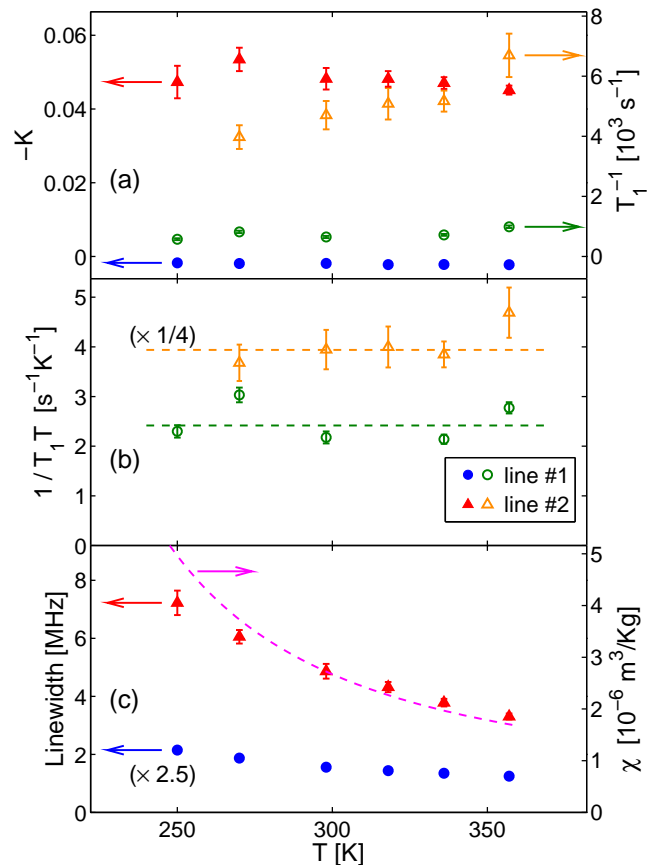 0.06
0.04
0.02
0
−K
(a)
8
6
4
2
0
T₁⁻¹ [10³ s⁻¹]
5
4
3
2
1
0
1 / T₁ T [s⁻¹K⁻¹]
(× 1/4)
(b)
line #1
line #2
8
6
4
2
0
Linewidth [MHz]
(c)
(× 2.5)
5
4
3
2
1
0
χ [10⁻⁶ m³/Kg]
250 300 350
T [K]